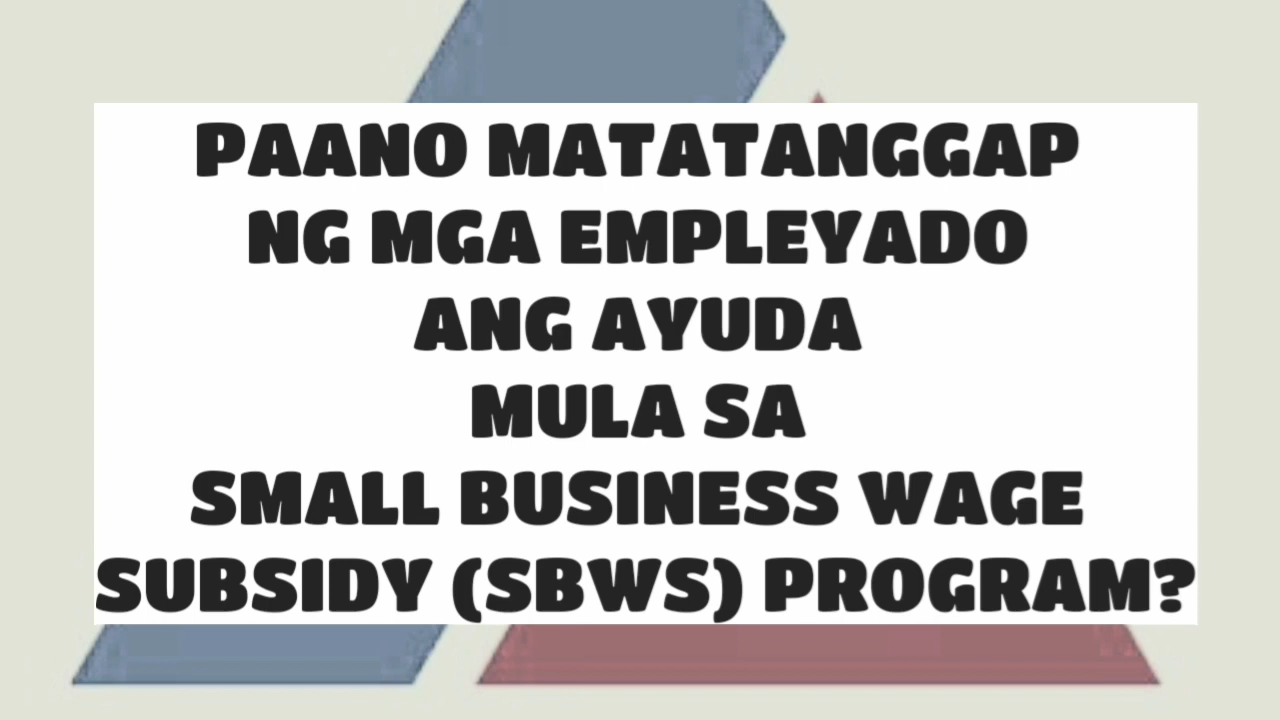 PAANO MATATANGGAP
NG MGA EMPLEYADO
ANG AYUDA
MULA SA
SMALL BUSINESS WAGE
SUBSIDY (SBWS) PROGRAM?